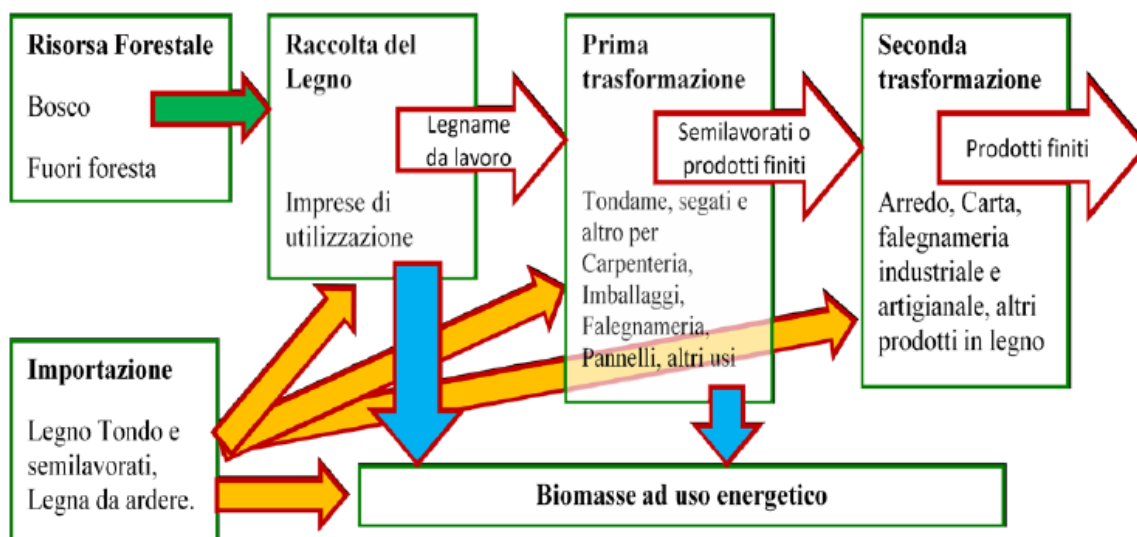 Risorsa Forestale
Bosco
Fuori foresta
Raccolta del
Legno
Legname
da lavoro
Imprese di
utilizzazione
Prima
trasformazione
Semilavorati o
prodotti finiti
Tondame, segati e
altro per
Carpenteria,
Imballaggi,
Falegnameria,
Pannelli, altri usi
Seconda
trasformazione
Prodotti finiti
Arredo, Carta,
falegnameria
industriale e
artigianale, altri
prodotti in legno
Importazione
Legno Tondo e
semilavorati,
Legna da ardere.
Biomasse ad uso energetico